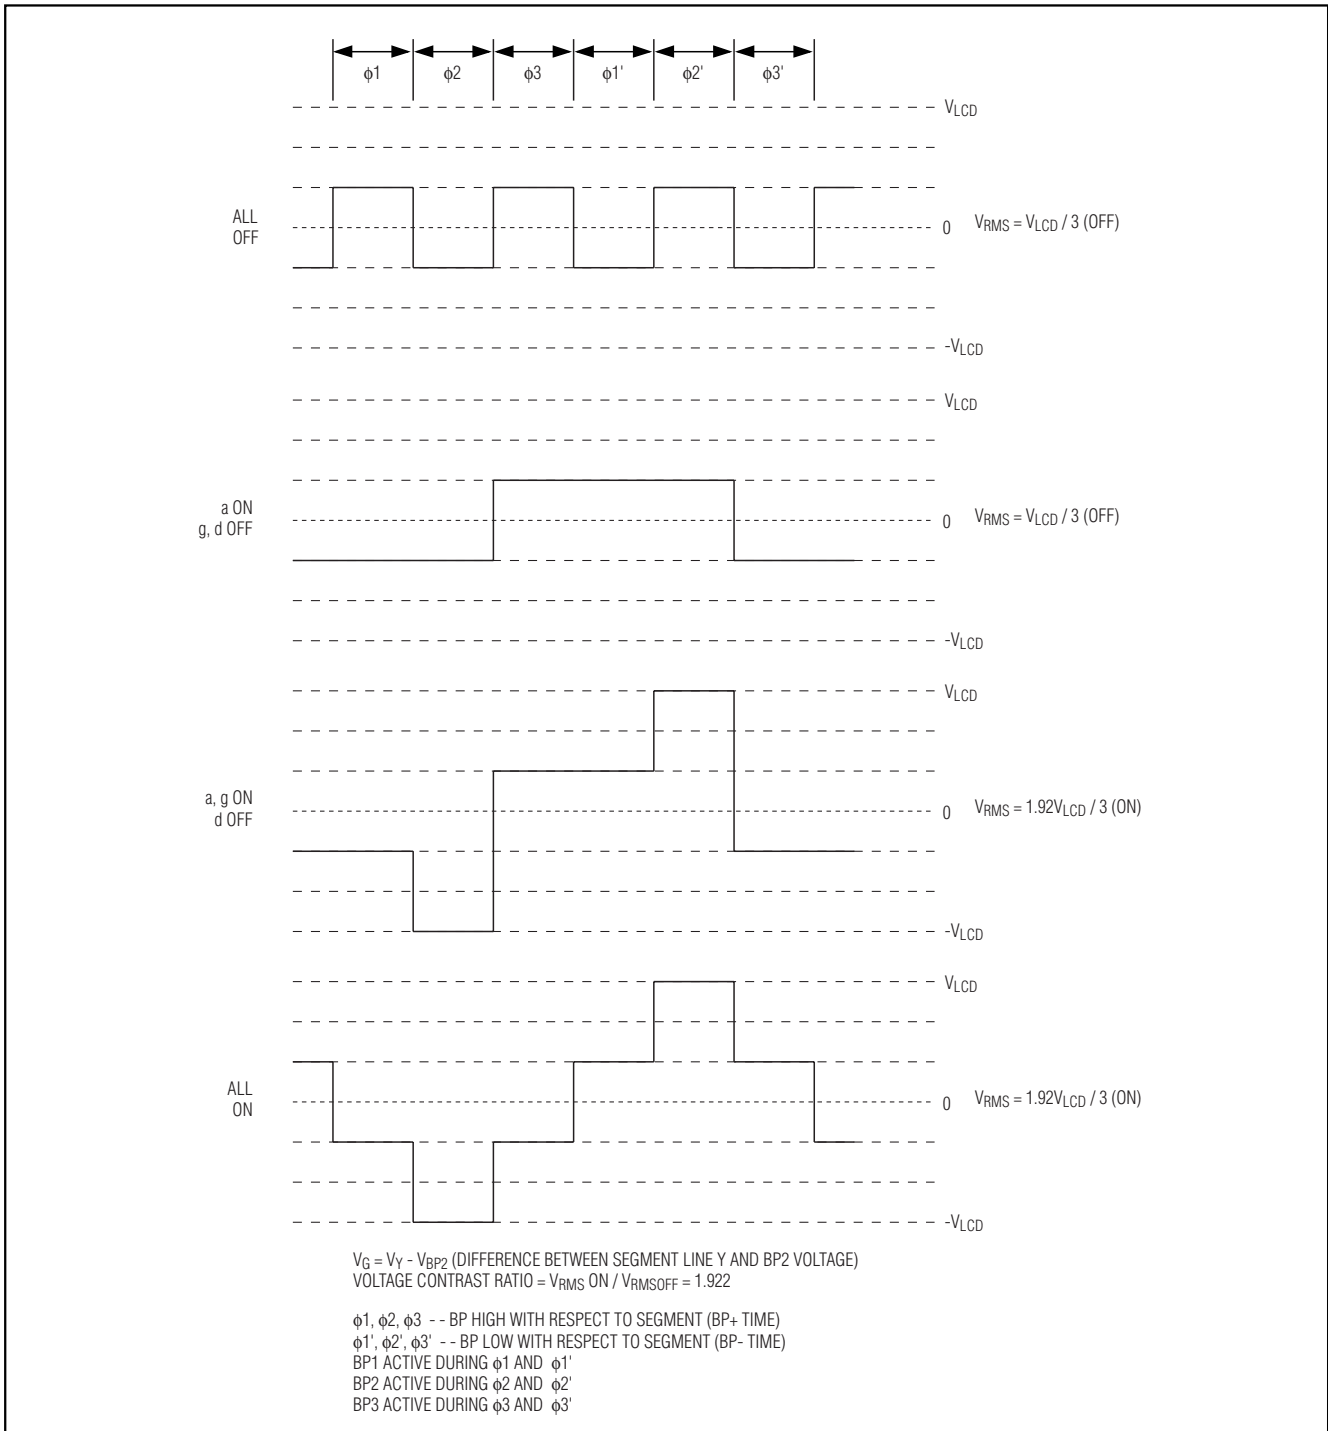 ϕ1 ϕ2 ϕ3 ϕ1' ϕ2' ϕ3'
VLCD
ALL
OFF
0 VRMS = VLCD / 3 (OFF)
-VLCD
VLCD
a ON
g, d OFF
0 VRMS = VLCD / 3 (OFF)
-VLCD
VLCD
a, g ON
d OFF
0 VRMS = 1.92VLCD / 3 (ON)
-VLCD
VLCD
ALL
ON
0 VRMS = 1.92VLCD / 3 (ON)
-VLCD
VG = VY - VBP2 (DIFFERENCE BETWEEN SEGMENT LINE Y AND BP2 VOLTAGE)
VOLTAGE CONTRAST RATIO = VRMS ON / VRMSOFF = 1.922
ϕ1, ϕ2, ϕ3 - - BP HIGH WITH RESPECT TO SEGMENT (BP+ TIME)
ϕ1', ϕ2', ϕ3' - - BP LOW WITH RESPECT TO SEGMENT (BP- TIME)
BP1 ACTIVE DURING ϕ1 AND ϕ1'
BP2 ACTIVE DURING ϕ2 AND ϕ2'
BP3 ACTIVE DURING ϕ3 AND ϕ3'